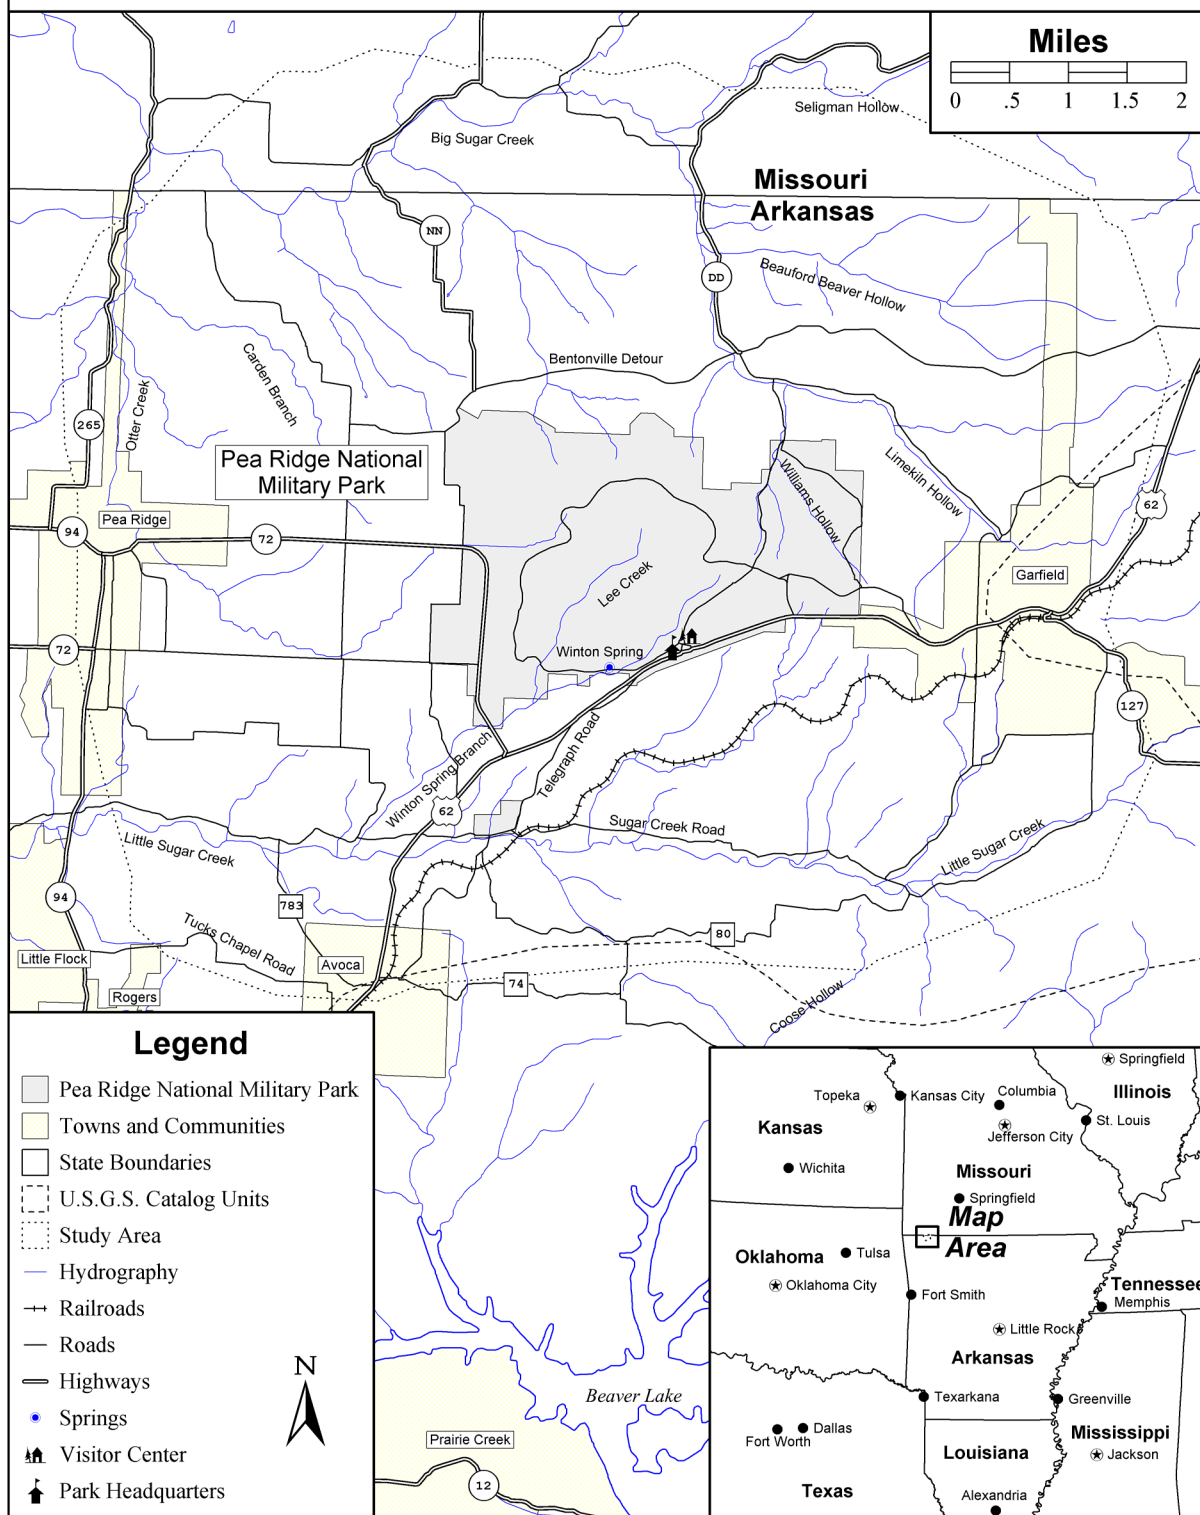 Miles
0 .5 1 1.5 2
Seligman Hollow
Big Sugar Creek
Missouri
Arkansas
NN
DD
Beauford Beaver Hollow
Bentonville Detour
Carden Branch
Otter Creek
265
Pea Ridge National
Military Park
Williams Hollow
Limekiln Hollow
62
Pea Ridge
94
72
Garfield
Lee Creek
72
Winton Spring
127
Telegraph Road
Winton Spring Branch
62
Sugar Creek Road
Little Sugar Creek
Little Sugar Creek
94
783
Tucks Chapel Road
80
Little Flock
Avoca
74
Rogers
Coose Hollow
Legend
Pea Ridge National Military Park
Towns and Communities
State Boundaries
U.S.G.S. Catalog Units
Study Area
Hydrography
Railroads
Roads
Highways
Springs
Visitor Center
Park Headquarters
N
Beaver Lake
Prairie Creek
12
Springfield
Illinois
Topeka
Kansas City
Columbia
St. Louis
Kansas
Jefferson City
Wichita
Missouri
Springfield
Map
Area
Oklahoma
Tulsa
Oklahoma City
Tennessee
Memphis
Fort Smith
Little Rock
Arkansas
Texarkana
Greenville
Dallas
Fort Worth
Mississippi
Jackson
Louisiana
Texas
Alexandria